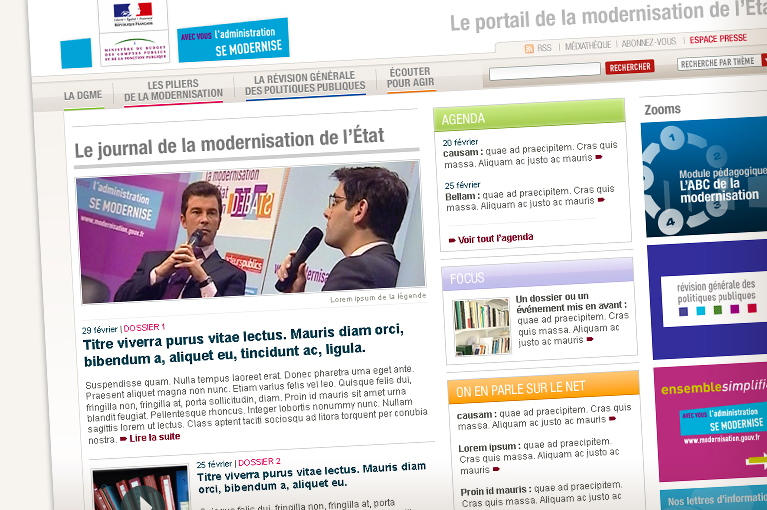 Le portail de la modernisation de l'Éta
Liberté • Égalité • Fraternité
RÉPUBLIQUE FRANÇAISE
MINISTÈRE DU BUDGET
DES COMPTES PUBLICS
ET DE LA FONCTION PUBLIQUE
AVEC VOUS l'administration
SE MODERNISE
RSS | MÉDIATHÈQUE | ABONNEZ-VOUS | ESPACE PRESSE
RECHERCHER
RECHERCHE PAR THÈME
LA DGME
LES PILIERS
DE LA MODERNISATION
LA RÉVISION GÉNÉRALE
DES POLITIQUES PUBLIQUES
ÉCOUTER
POUR AGIR
Le journal de la modernisation de l'État
l'administration
SE MODERNISE
www.modernisation.gouv.fr
la modernisation
DÉBATS
acteurspublics
Lorem ipsum de la légende
29 février | DOSSIER 1
Titre viverra purus vitae lectus. Mauris diam orci,
bibendum a, aliquet eu, tincidunt ac, ligula.
Suspendisse quam. Nulla tempus laoreet erat. Donec pharetra uma eget ante.
Praesent aliquet magna non nunc. Etiam varius felis vel leo. Quisque felis dui,
fringilla non, fringilla at, porta sollicitudin, diam. Proin id mauris sit amet urna
blandit feugiat. Pellentesque rhoncus. Integer lobortis nonummy nunc. Nullam
sagittis lorem ut lectus. Class aptent taciti sociosqu ad litora torquent per conubia
nostra. Lire la suite
25 février | DOSSIER 2
Titre viverra purus vitae lectus. Mauris diam
orci, bibendum a, aliquet eu.
Quisque felis dui, fringilla non, fringilla at, porta
AGENDA
20 février
causam : quae ad praecipitem. Cras quis
massa. Aliquam ac justo ac mauris
25 février
Bellam : quae ad praecipitem. Cras quis
massa. Aliquam ac justo ac mauris
Voir tout l'agenda
FOCUS
Un dossier ou un
événement mis en avant :
quae ad praecipitem. Cras
quis massa. Aliquam ac
justo ac mauris
ON EN PARLE SUR LE NET
causam : quae ad praecipitem. Cras quis
massa. Aliquam ac justo ac mauris
Lorem ipsum : quae ad praecipitem.
Cras quis massa. Aliquam ac justo ac
mauris
Proin id mauris : quae ad praecipitem.
Cras quis massa. Aliquam ac justo ac
Zooms
1
2
4
Module pédagogique
L'ABC de la
modernisation
révision générale des
politiques publiques
ensemblesimplifi
AVEC VOUS l'administration
SE MODERNISE
www.modernisation.gouv.fr
Nos lettres d'information